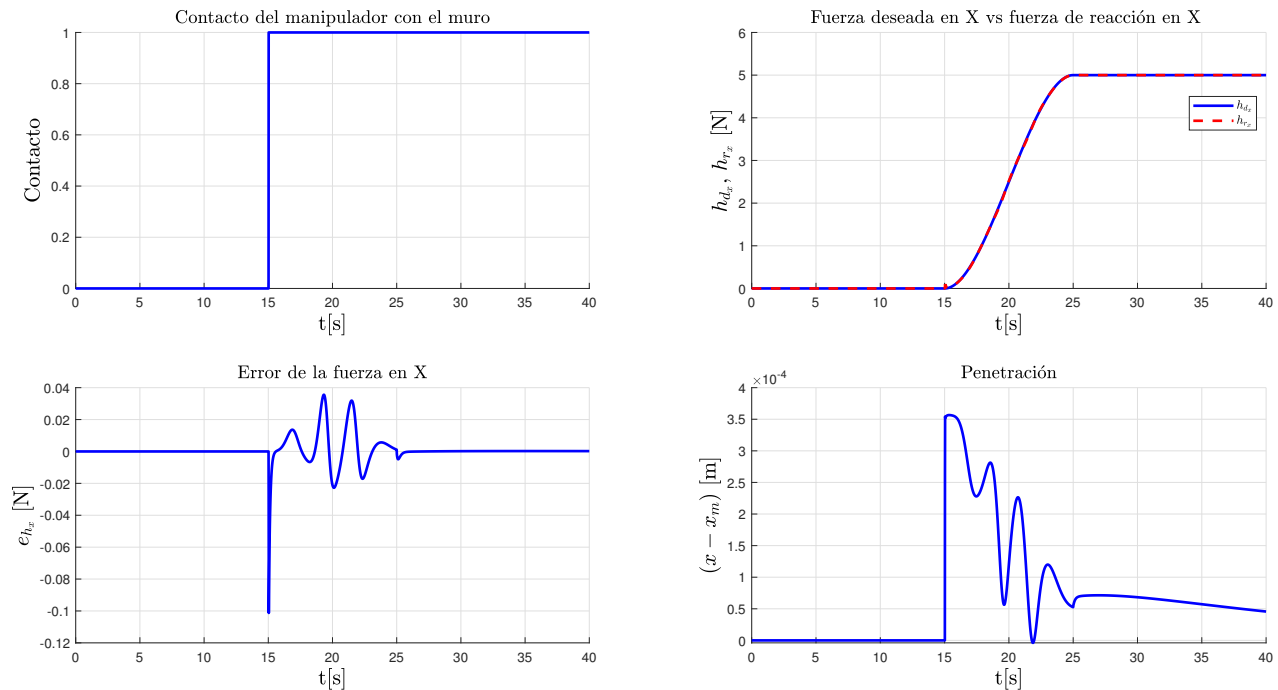 Contacto del manipulador con el muro
Contacto
1
0.8
0.6
0.4
0.2
0
0 5 10 15 20 25 30 35 40
t[s]
Fuerza deseada en X vs fuerza de reacción en X
h_{d_x}, h_{r_x} [N]
6
5
4
3
2
1
0
h_{d_x}
h_{r_x}
0 5 10 15 20 25 30 35 40
t[s]
Error de la fuerza en X
e_{h_x} [N]
0.04
0.02
0
-0.02
-0.04
-0.06
-0.08
-0.1
-0.12
0 5 10 15 20 25 30 35 40
t[s]
Penetración
×10⁻⁴
(x − x_m) [m]
4
3.5
3
2.5
2
1.5
1
0.5
0
0 5 10 15 20 25 30 35 40
t[s]